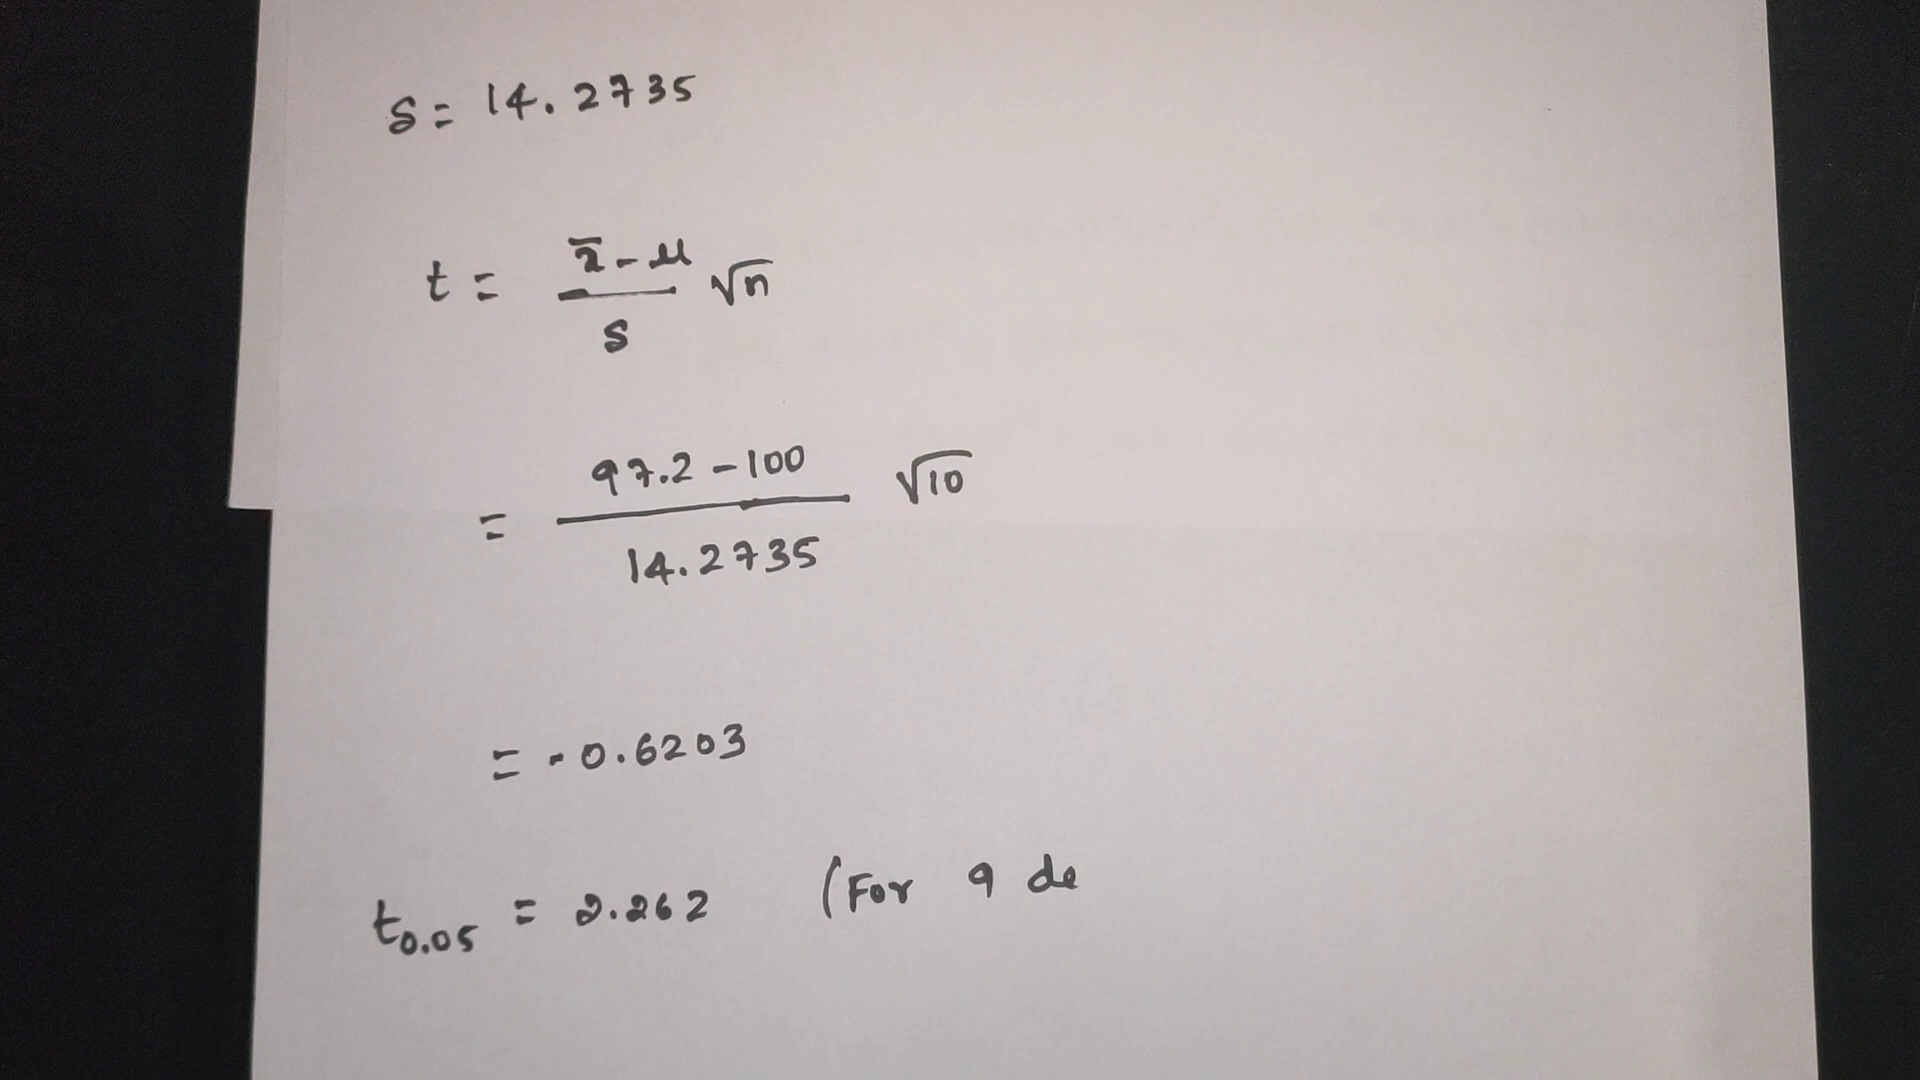 S = 14.2735
t = x̄ - μ / S √n
= 97.2 - 100 / 14.2735 √10
= -0.6203
t0.05 = 2.262 (For 9 de